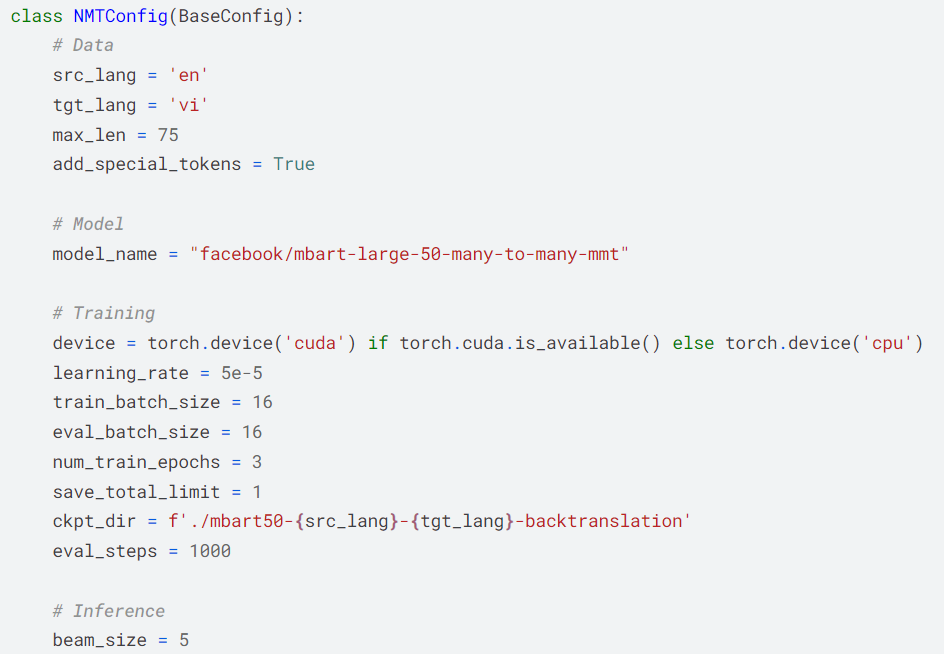 class NMTConfig(BaseConfig):
    # Data
    src_lang = 'en'
    tgt_lang = 'vi'
    max_len = 75
    add_special_tokens = True

    # Model
    model_name = "facebook/mbart-large-50-many-to-many-mmt"

    # Training
    device = torch.device('cuda') if torch.cuda.is_available() else torch.device('cpu')
    learning_rate = 5e-5
    train_batch_size = 16
    eval_batch_size = 16
    num_train_epochs = 3
    save_total_limit = 1
    ckpt_dir = f'./mbart50-{src_lang}-{tgt_lang}-backtranslation'
    eval_steps = 1000

    # Inference
    beam_size = 5